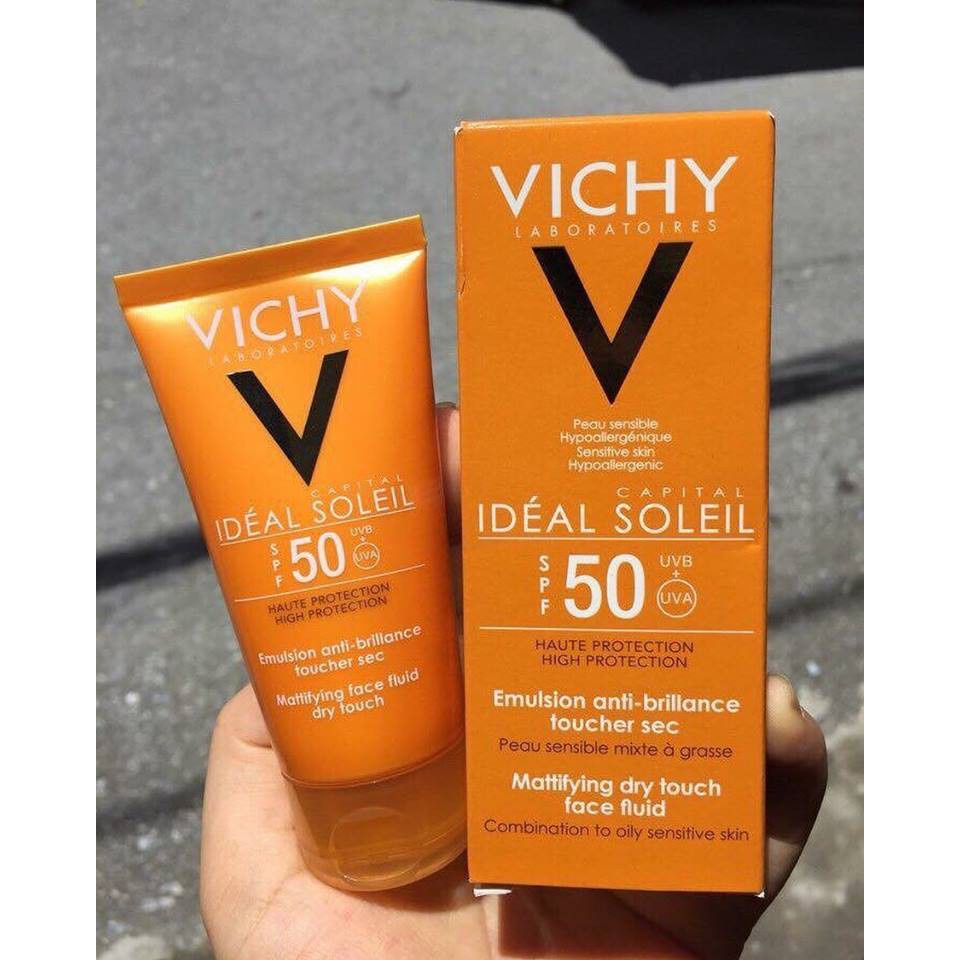 VICHY
LABORATOIRES
V
CAPITAL
IDÉAL SOLEIL
SPF 50 UVB + UVA
HAUTE PROTECTION
HIGH PROTECTION
Emulsion anti-brillance
toucher sec
Mattifying face fluid
dry touch
VICHY
LABORATOIRES
V
Peau sensible
Hypoallergénique
Sensitive skin
Hypoallergenic
CAPITAL
IDÉAL SOLEIL
SPF 50 UVB + UVA
HAUTE PROTECTION
HIGH PROTECTION
Emulsion anti-brillance
toucher sec
Peau sensible mixte à grasse
Mattifying dry touch
face fluid
Combination to oily sensitive skin